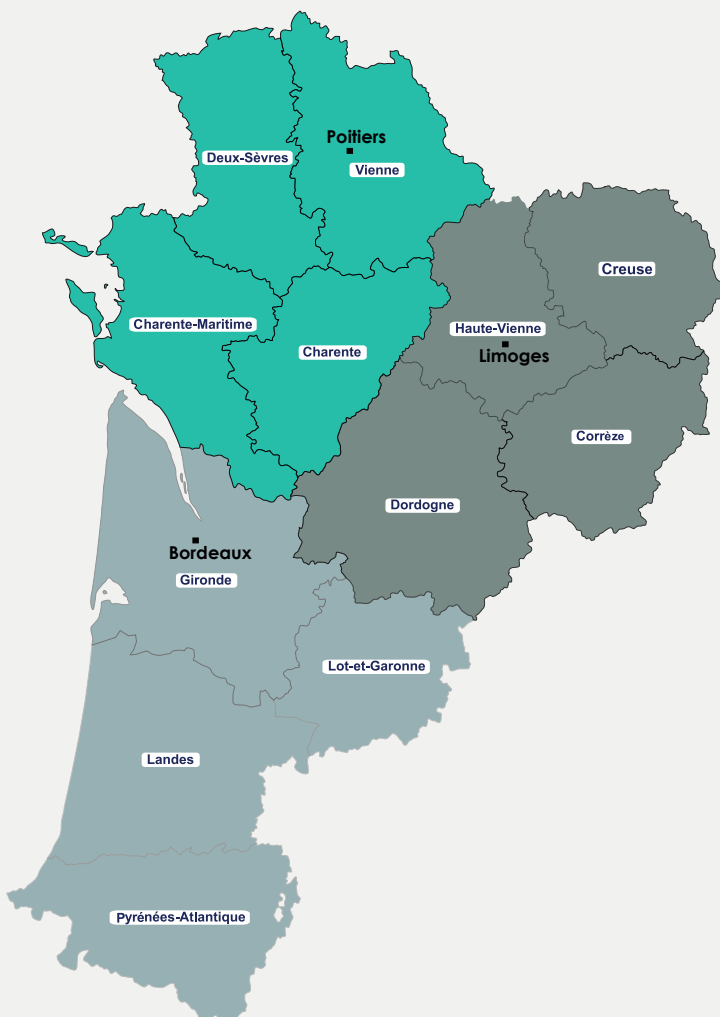 Poitiers
Deux-Sèvres
Vienne
Creuse
Charente-Maritime
Haute-Vienne
Charente
Limoges
Corrèze
Dordogne
Bordeaux
Gironde
Lot-et-Garonne
Landes
Pyrénées-Atlantique